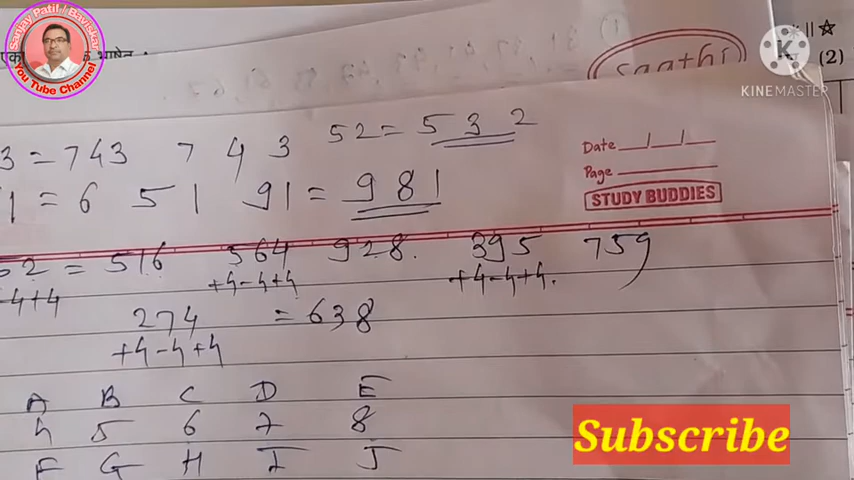 Sanjay Patil / Baviskar
You Tube Channel
saathi
(2)
KINEMASTER
3 = 743 7 4 3 52 = 5 3 2
Date
Page
STUDY BUDDIES
1 = 6 5 1 91 = 9 8 1
52 = 516 564 928. 395 759
4+4 +4-4+4 +4-4+4.
274 = 638
+4-4+4
A B C D E
4 5 6 7 8
F G H I J
Subscribe